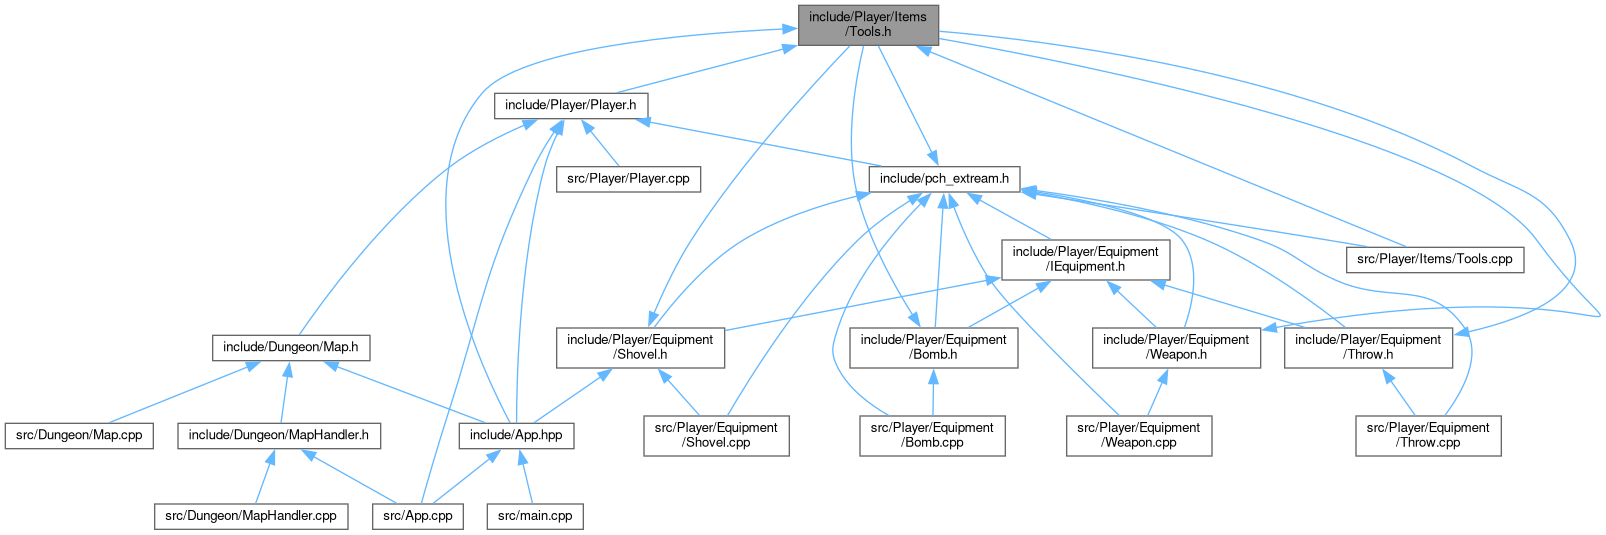 include/Player/Items
/Tools.h
include/Player/Player.h
src/Player/Player.cpp
include/pch_extream.h
include/Player/Equipment
/IEquipment.h
src/Player/Items/Tools.cpp
include/Dungeon/Map.h
include/Player/Equipment
/Shovel.h
include/Player/Equipment
/Bomb.h
include/Player/Equipment
/Weapon.h
include/Player/Equipment
/Throw.h
src/Dungeon/Map.cpp
include/Dungeon/MapHandler.h
include/App.hpp
src/Player/Equipment
/Shovel.cpp
src/Player/Equipment
/Bomb.cpp
src/Player/Equipment
/Weapon.cpp
src/Player/Equipment
/Throw.cpp
src/Dungeon/MapHandler.cpp
src/App.cpp
src/main.cpp